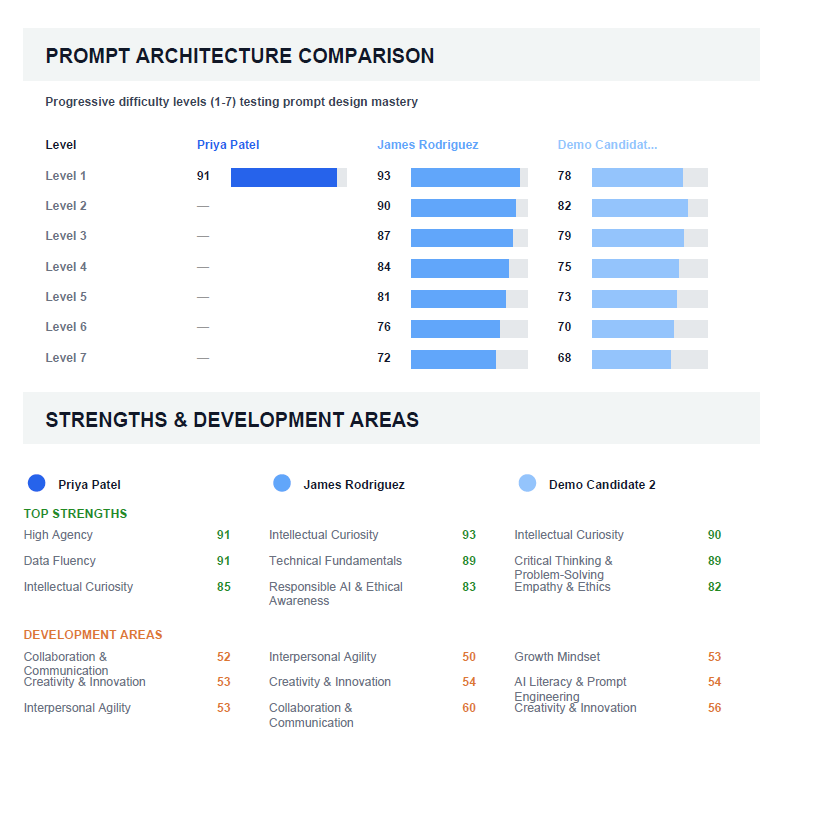 PROMPT ARCHITECTURE COMPARISON
Progressive difficulty levels (1-7) testing prompt design mastery
Level Priya Patel James Rodriguez Demo Candidat...
Level 1 91 93 78
Level 2 — 90 82
Level 3 — 87 79
Level 4 — 84 75
Level 5 — 81 73
Level 6 — 76 70
Level 7 — 72 68
STRENGTHS & DEVELOPMENT AREAS
Priya Patel James Rodriguez Demo Candidate 2
TOP STRENGTHS
High Agency 91 Intellectual Curiosity 93 Intellectual Curiosity 90
Data Fluency 91 Technical Fundamentals 89 Critical Thinking & 89
Problem-Solving
Intellectual Curiosity 85 Responsible AI & Ethical 83 Empathy & Ethics 82
Awareness
DEVELOPMENT AREAS
Collaboration & 52 Interpersonal Agility 50 Growth Mindset 53
Communication
Creativity & Innovation 53 Creativity & Innovation 54 AI Literacy & Prompt 54
Engineering
Interpersonal Agility 53 Collaboration & 60 Creativity & Innovation 56
Communication